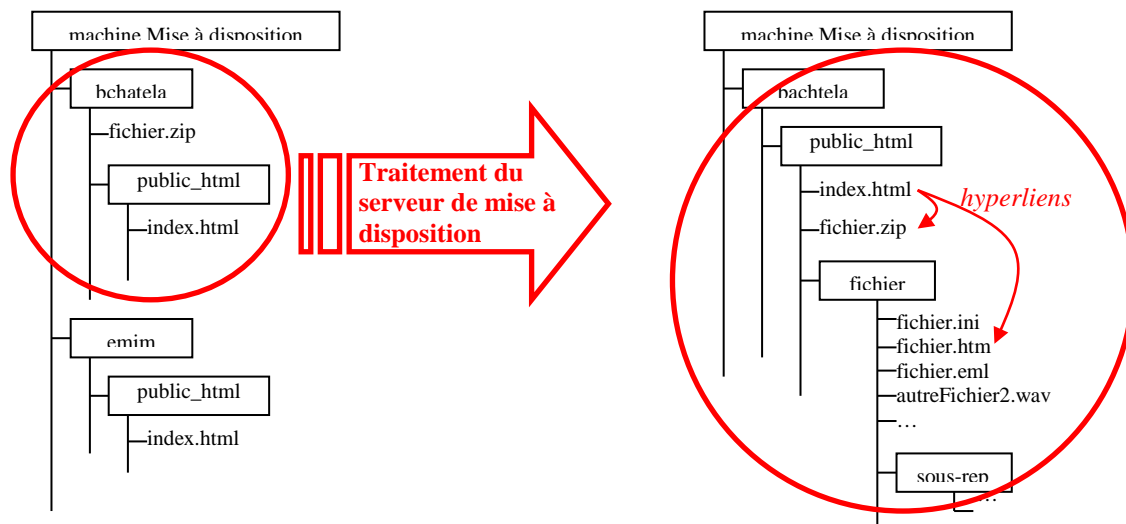 machine Mise à disposition
bchatela
fichier.zip
public_html
index.html
emim
public_html
index.html
Traitement du
serveur de mise à
disposition
machine Mise à disposition
bachtela
public_html
index.html
hyperliens
fichier.zip
fichier
fichier.ini
fichier.htm
fichier.eml
autreFichier2.wav
…
sous-rep
…